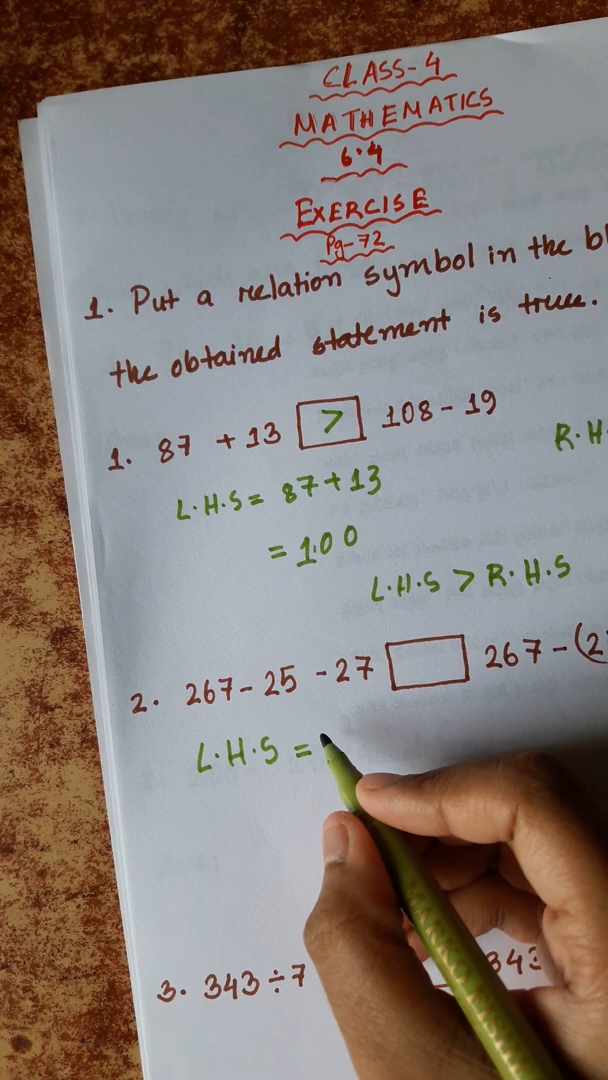 CLASS-4
MATHEMATICS
6.4
EXERCISE
Pg-72
1. Put a relation symbol in the
the obtained statement is true.
1. 87 + 13 > 108 - 19
R.H
L.H.S = 87+13
= 100
L.H.S > R.H.S
2. 267 - 25 - 27 267 - (2
L.H.S =
3. 343 ÷ 7 343